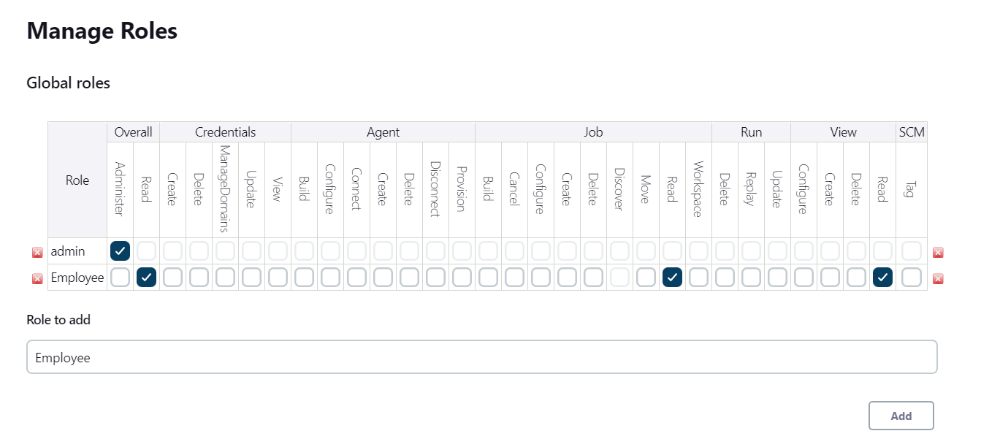 Manage Roles
Global roles
Role Overall Credentials Agent Job Run View SCM
Administer Read Create Delete ManageDomains Update View Build Configure Connect Create Delete Disconnect Provision Build Cancel Configure Create Delete Discover Move Read Workspace Delete Replay Update Configure Create Delete Read Tag
admin
Employee
Role to add
Employee
Add